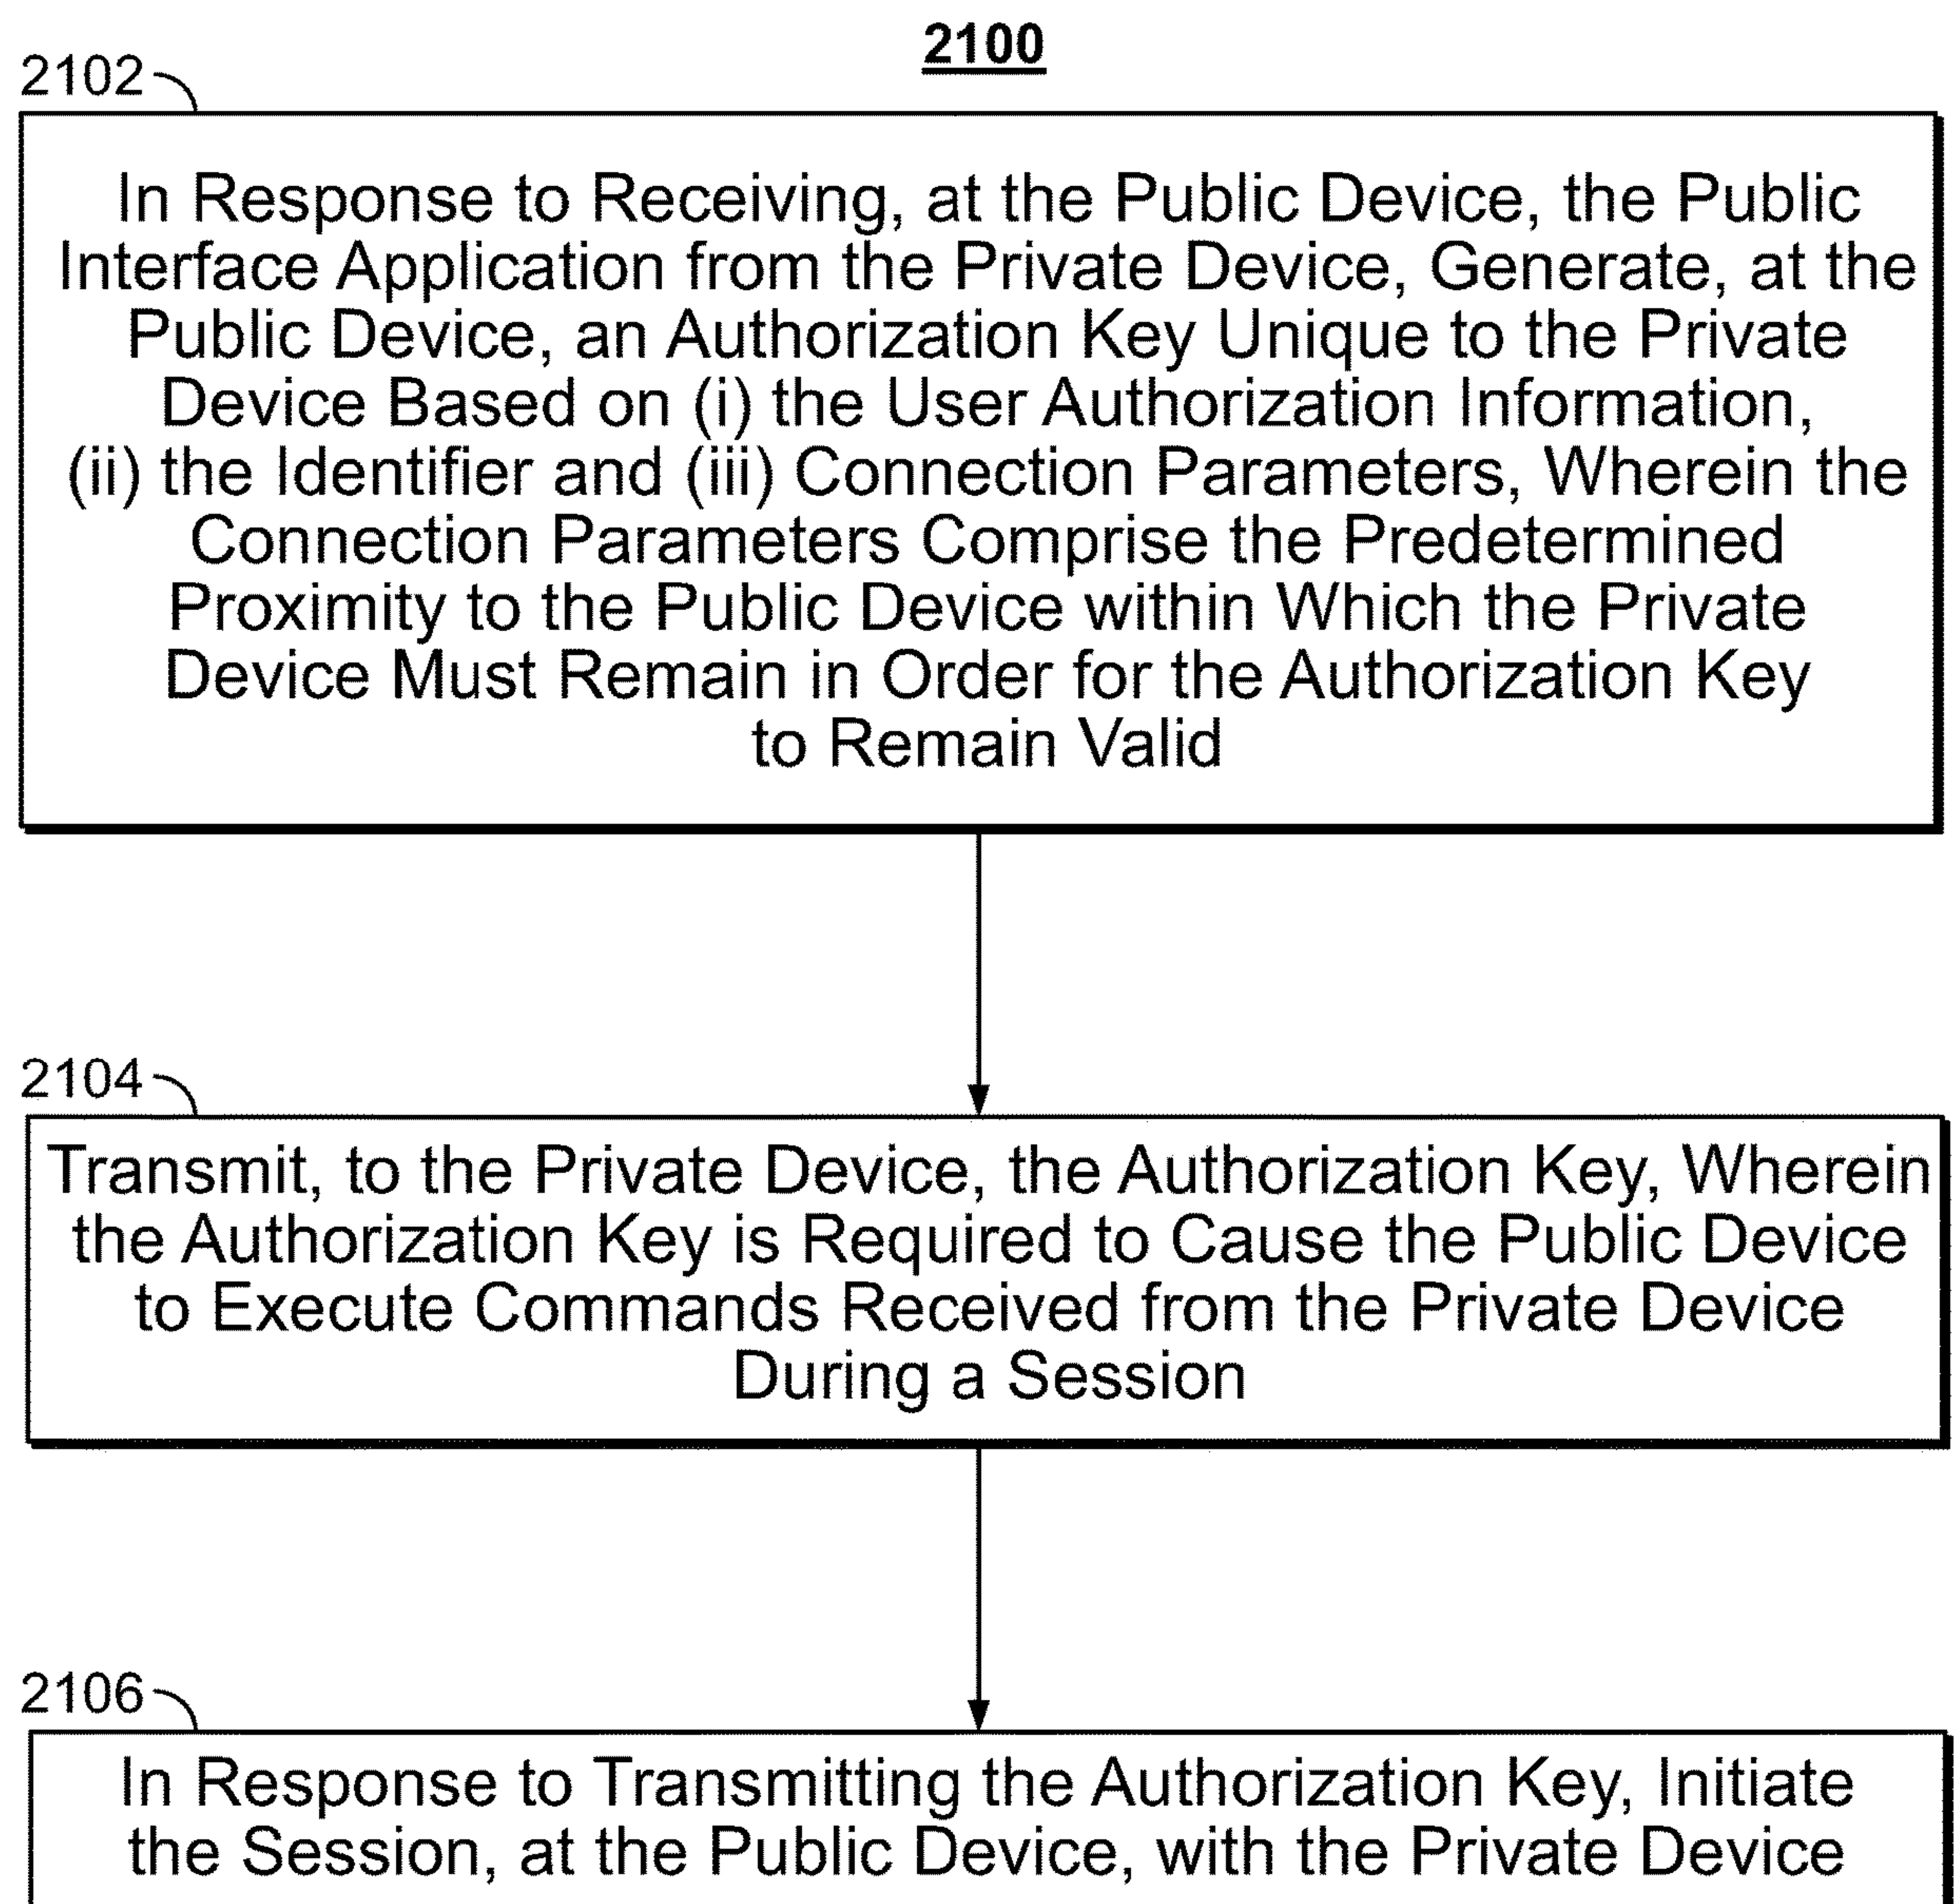 2100
2102
In Response to Receiving, at the Public Device, the Public
Interface Application from the Private Device, Generate, at the
Public Device, an Authorization Key Unique to the Private
Device Based on (i) the User Authorization Information,
(ii) the Identifier and (iii) Connection Parameters, Wherein the
Connection Parameters Comprise the Predetermined
Proximity to the Public Device within Which the Private
Device Must Remain in Order for the Authorization Key
to Remain Valid
2104
Transmit, to the Private Device, the Authorization Key, Wherein
the Authorization Key is Required to Cause the Public Device
to Execute Commands Received from the Private Device
During a Session
2106
In Response to Transmitting the Authorization Key, Initiate
the Session, at the Public Device, with the Private Device